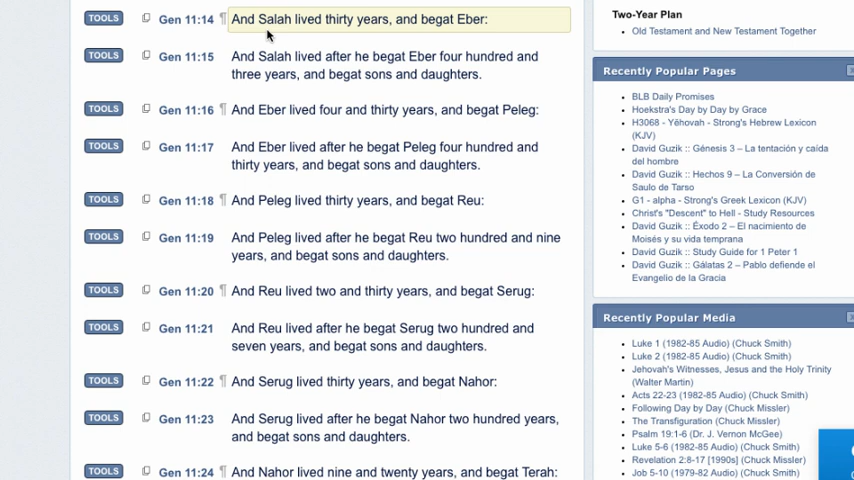 TOOLS Gen 11:14 ¶ And Salah lived thirty years, and begat Eber:
TOOLS Gen 11:15 And Salah lived after he begat Eber four hundred and
three years, and begat sons and daughters.
TOOLS Gen 11:16 ¶ And Eber lived four and thirty years, and begat Peleg:
TOOLS Gen 11:17 And Eber lived after he begat Peleg four hundred and
thirty years, and begat sons and daughters.
TOOLS Gen 11:18 ¶ And Peleg lived thirty years, and begat Reu:
TOOLS Gen 11:19 And Peleg lived after he begat Reu two hundred and nine
years, and begat sons and daughters.
TOOLS Gen 11:20 ¶ And Reu lived two and thirty years, and begat Serug:
TOOLS Gen 11:21 And Reu lived after he begat Serug two hundred and
seven years, and begat sons and daughters.
TOOLS Gen 11:22 ¶ And Serug lived thirty years, and begat Nahor:
TOOLS Gen 11:23 And Serug lived after he begat Nahor two hundred years,
and begat sons and daughters.
TOOLS Gen 11:24 ¶ And Nahor lived nine and twenty years, and begat Terah:
Two-Year Plan
Old Testament and New Testament Together
Recently Popular Pages
BLB Daily Promises
Hoekstra's Day by Day by Grace
H3068 - Yĕhovah - Strong's Hebrew Lexicon
(KJV)
David Guzik :: Génesis 3 – La tentación y caída
del hombre
David Guzik :: Hechos 9 – La Conversión de
Saulo de Tarso
G1 - alpha - Strong's Greek Lexicon (KJV)
Christ's "Descent" to Hell - Study Resources
David Guzik :: Éxodo 2 – El nacimiento de
Moisés y su vida temprana
David Guzik :: Study Guide for 1 Peter 1
David Guzik :: Gálatas 2 – Pablo defiende el
Evangelio de la Gracia
Recently Popular Media
Luke 1 (1982-85 Audio) (Chuck Smith)
Luke 2 (1982-85 Audio) (Chuck Smith)
Jehovah's Witnesses, Jesus and the Holy Trinity
(Walter Martin)
Acts 22-23 (1982-85 Audio) (Chuck Smith)
Following Day by Day (Chuck Missler)
The Transfiguration (Chuck Missler)
Psalm 19:1-6 (Dr. J. Vernon McGee)
Luke 5-6 (1982-85 Audio) (Chuck Smith)
Revelation 2:8-17 [1990s] (Chuck Missler)
Job 5-10 (1979-82 Audio) (Chuck Smith)